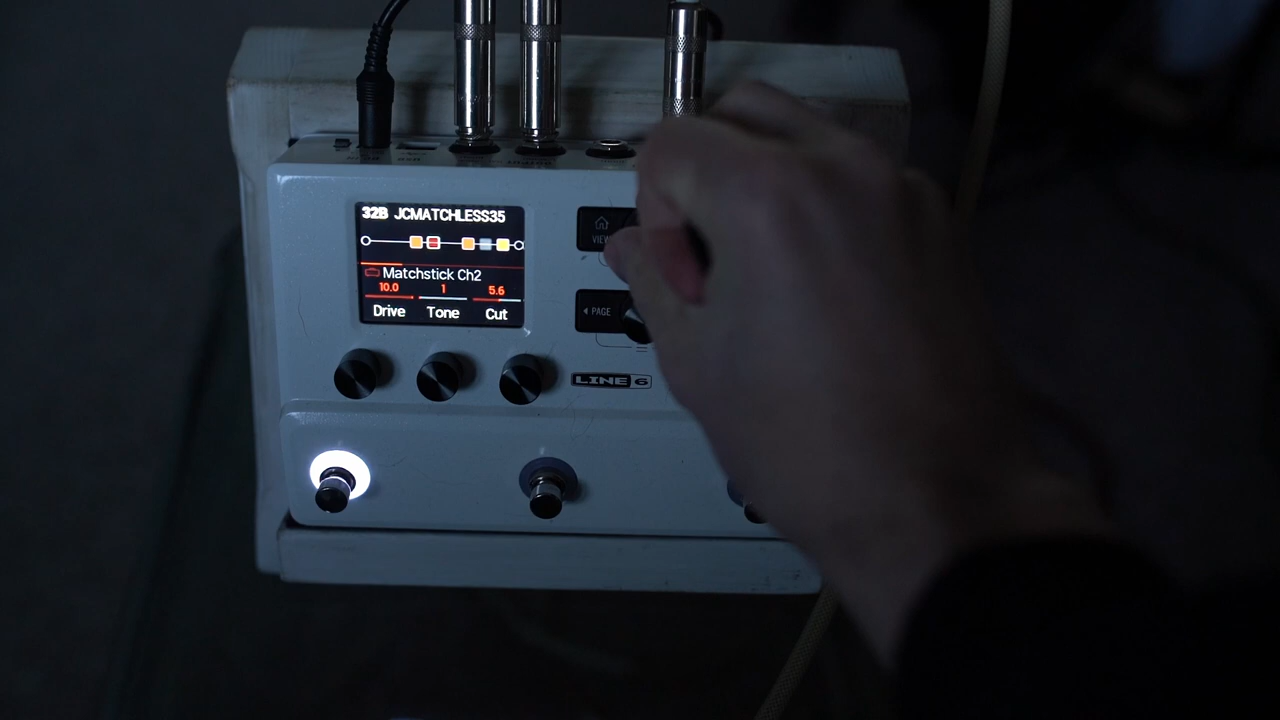 32B JCMATCHLESS35
Matchstick Ch2
10.0 1 5.6
Drive Tone Cut
VIEW
PAGE
LINE 6